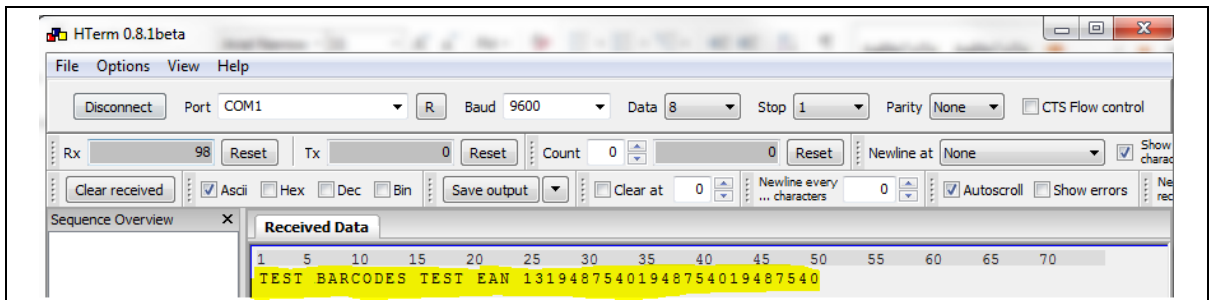 HTerm 0.8.1beta
File Options View Help
Disconnect Port COM1 R Baud 9600 Data 8 Stop 1 Parity None CTS Flow control
Rx 98 Reset Tx 0 Reset Count 0 0 Reset Newline at None Show
Clear received Ascii Hex Dec Bin Save output Clear at 0 Newline every ... characters 0 Autoscroll Show errors
Sequence Overview X Received Data
1 5 10 15 20 25 30 35 40 45 50 55 60 65 70
TEST BARCODES TEST EAN 13194875401948754019487540